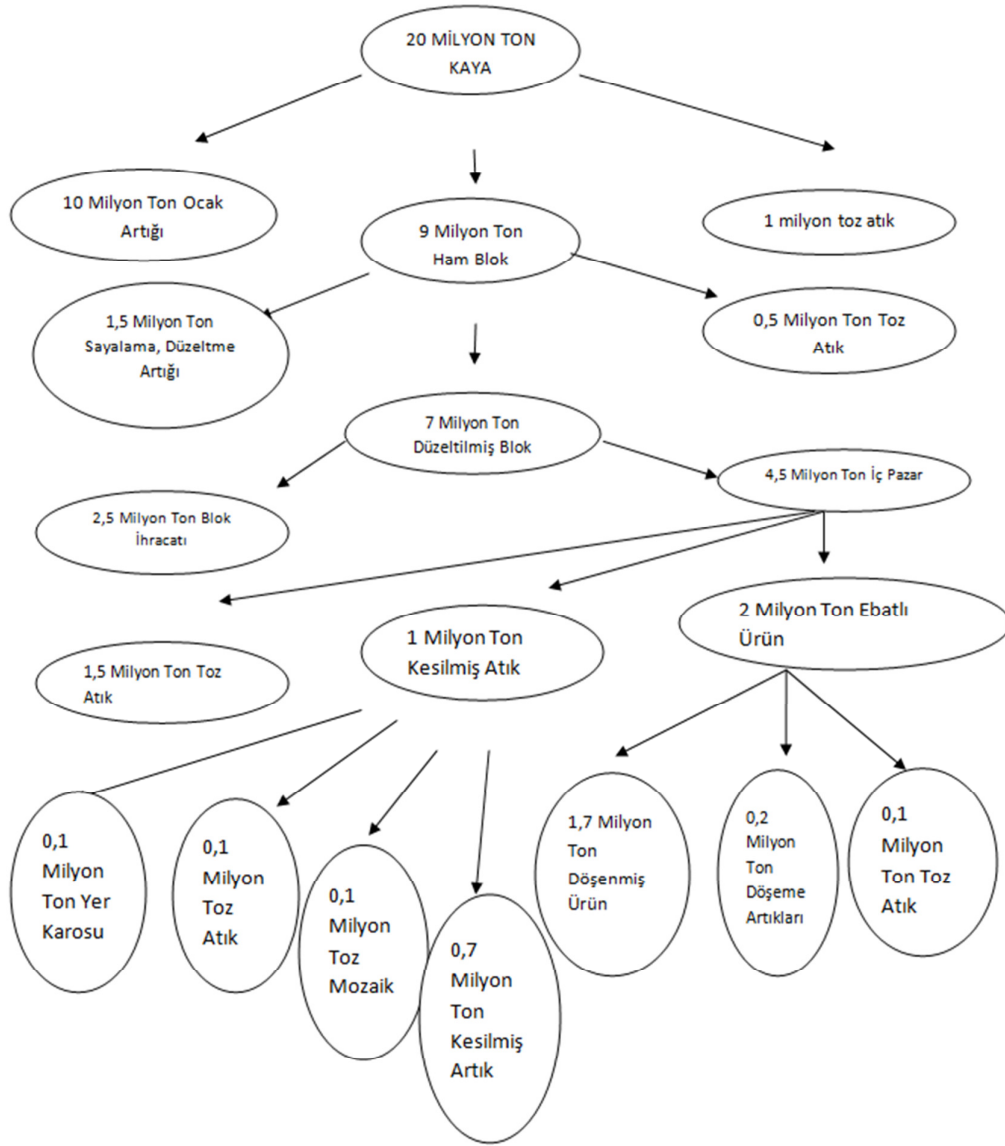 20 MİLYON TON
KAYA
10 Milyon Ton Ocak
Artığı
9 Milyon Ton
Ham Blok
1 milyon toz atık
1,5 Milyon Ton
Sayalama, Düzeltme
Artığı
0,5 Milyon Ton Toz
Atık
7 Milyon Ton
Düzeltilmiş Blok
4,5 Milyon Ton İç Pazar
2,5 Milyon Ton Blok
İhracatı
2 Milyon Ton Ebatlı
Ürün
1 Milyon Ton
Kesilmiş Atık
1,5 Milyon Ton Toz
Atık
0,1
Milyon
Ton Yer
Karosu
0,1
Milyon
Toz
Atık
0,1
Milyon
Toz
Mozaik
0,7
Milyon
Ton
Kesilmiş
Artık
1,7 Milyon
Ton
Döşenmiş
Ürün
0,2
Milyon
Ton
Döşeme
Artıkları
0,1
Milyon
Ton Toz
Atık